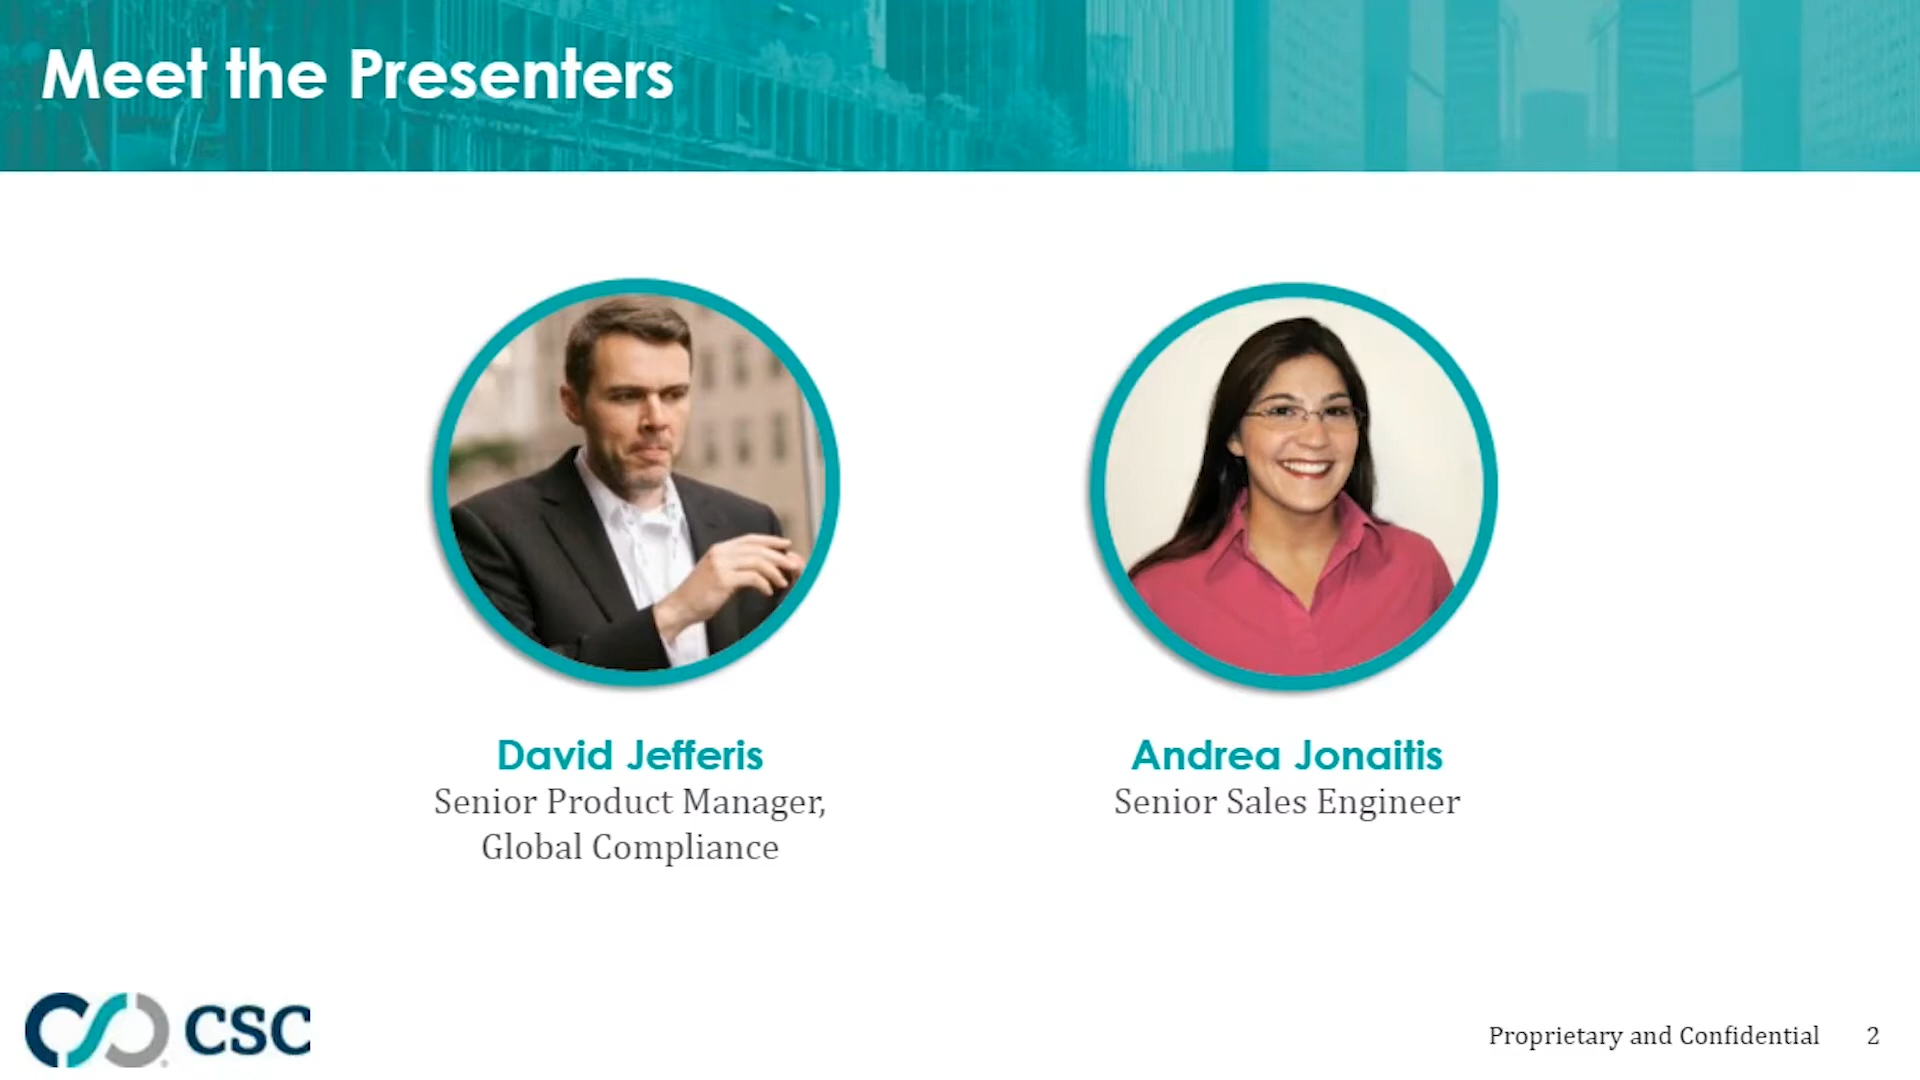 Meet the Presenters
David Jefferis
Senior Product Manager,
Global Compliance
Andrea Jonaitis
Senior Sales Engineer
CSC
Proprietary and Confidential 2